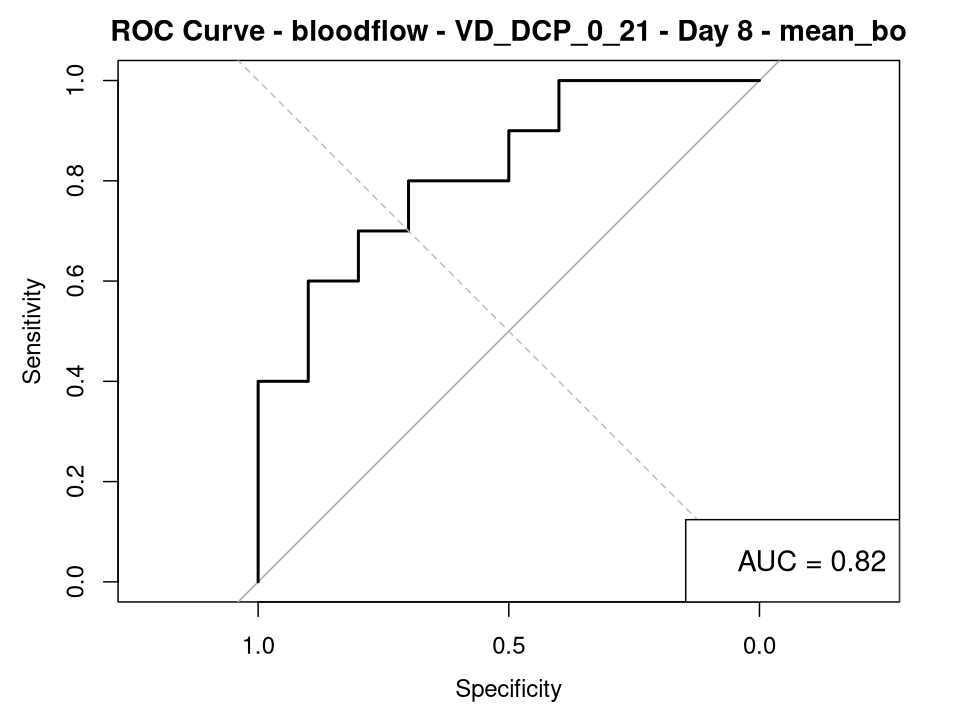 ROC Curve - bloodflow - VD_DCP_0_21 - Day 8 - mean_bo
Sensitivity
1.0
0.8
0.6
0.4
0.2
0.0
AUC = 0.82
1.0 0.5 0.0
Specificity